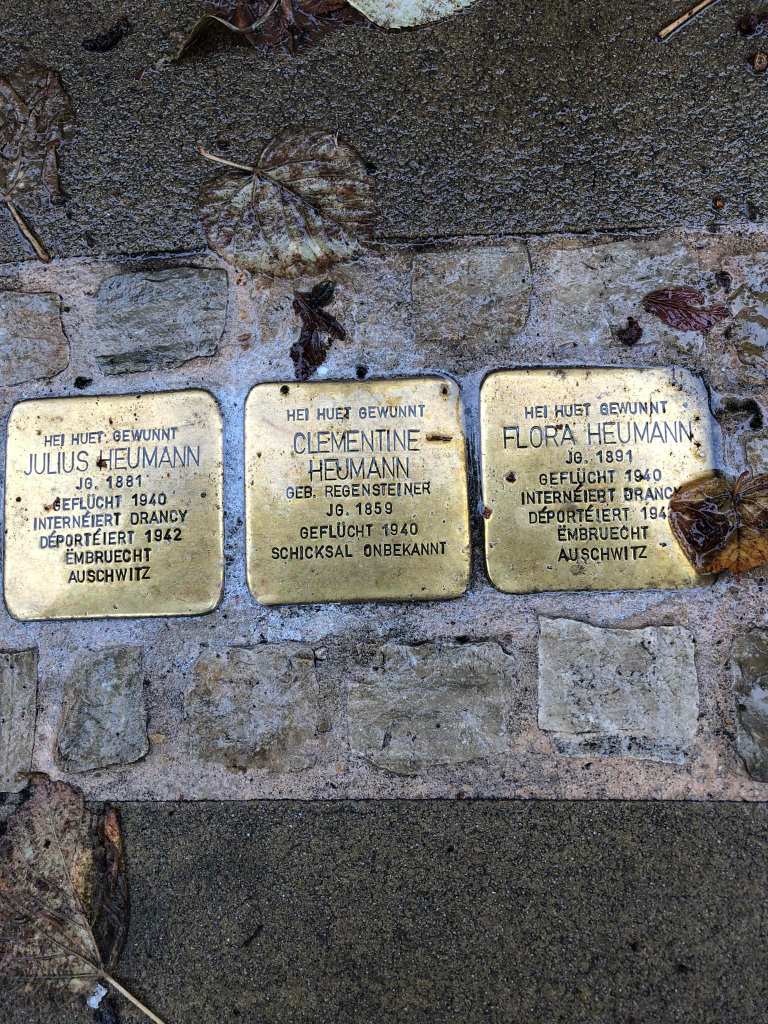 HEI HUET GEWUNNT
JULIUS HEUMANN
JG. 1881
GEFLÜCHT 1940
INTERNÉIERT DRANCY
DÉPORTÉIERT 1942
ËMBRUECHT
AUSCHWITZ
HEI HUET GEWUNNT
CLEMENTINE
HEUMANN
GEB. REGENSTEINER
JG. 1859
GEFLÜCHT 1940
SCHICKSAL ONBEKANNT
HEI HUET GEWUNNT
FLORA HEUMANN
JG. 1891
GEFLÜCHT 1940
INTERNÉIERT DRANCY
DÉPORTÉIERT
ËMBRUECHT
AUSCHWITZ